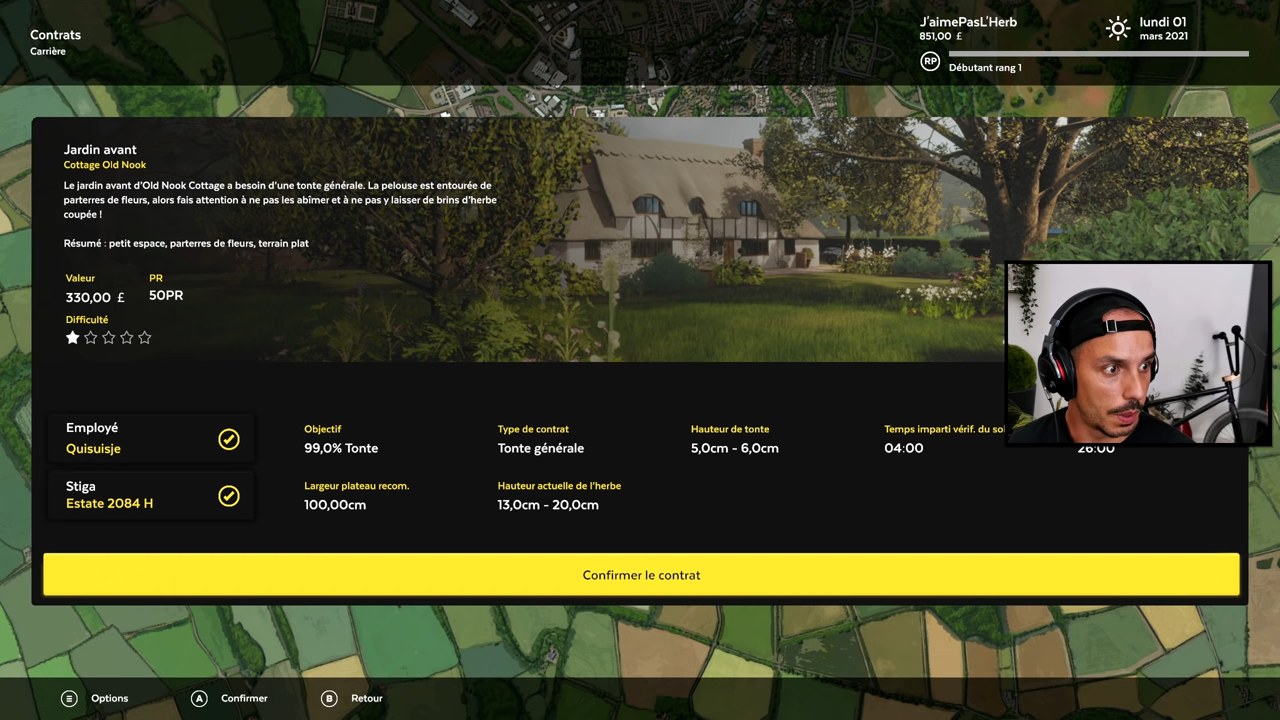 Contrats
Carrière
J'aimePasL'Herb
851,00 £
lundi 01
mars 2021
RP
Débutant rang 1
Jardin avant
Cottage Old Nook
Le jardin avant d'Old Nook Cottage a besoin d'une tonte générale. La pelouse est entourée de
parterres de fleurs, alors fais attention à ne pas les abîmer et à ne pas y laisser de brins d'herbe
coupée !
Résumé : petit espace, parterres de fleurs, terrain plat
Valeur
330,00 £
PR
50PR
Difficulté
Employé
Quisuisje
Stiga
Estate 2084 H
Objectif
99,0% Tonte
Type de contrat
Tonte générale
Hauteur de tonte
5,0cm - 6,0cm
Temps imparti vérif. du sol
04:00
26:00
Largeur plateau recom.
100,00cm
Hauteur actuelle de l'herbe
13,0cm - 20,0cm
Confirmer le contrat
Options
A Confirmer
B Retour